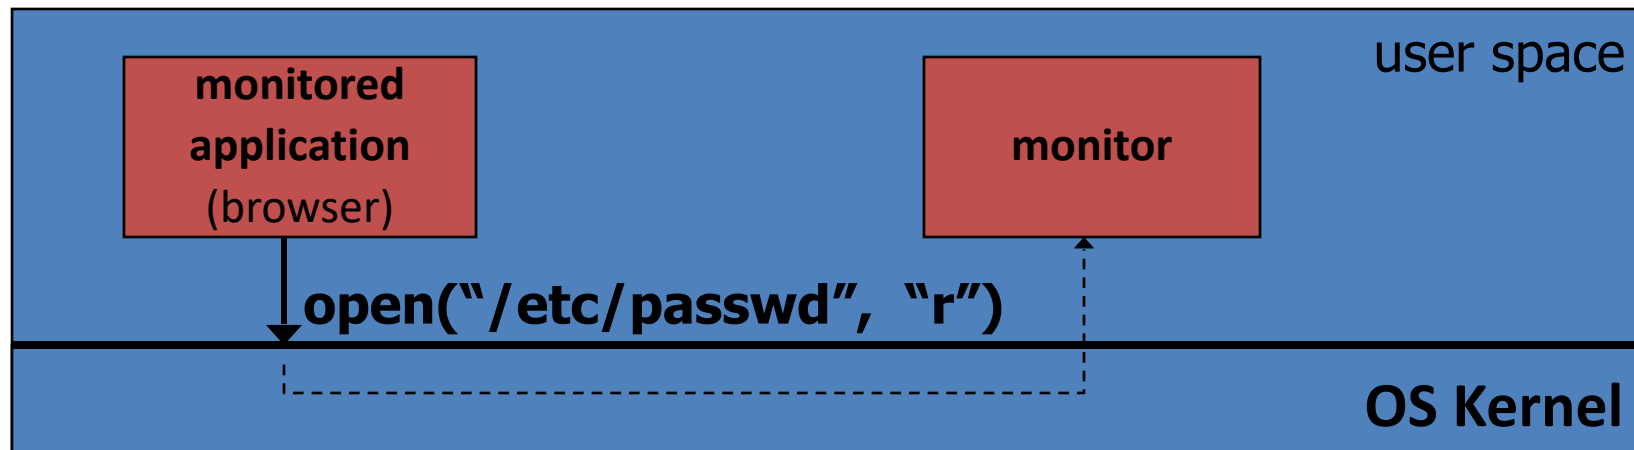 user space
monitored
application
(browser)
monitor
open(“/etc/passwd”, “r”)
OS Kernel